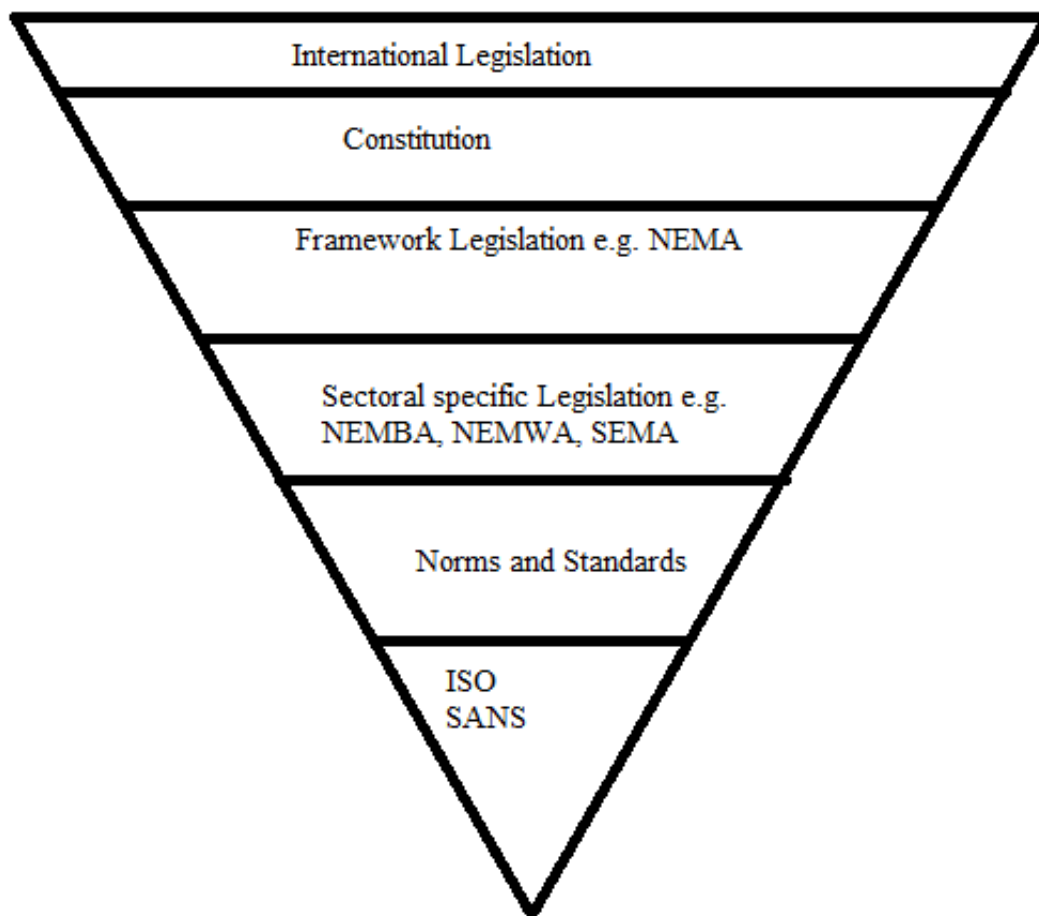 International Legislation
Constitution
Framework Legislation e.g. NEMA
Sectoral specific Legislation e.g.
NEMBA, NEMWA, SEMA
Norms and Standards
ISO
SANS